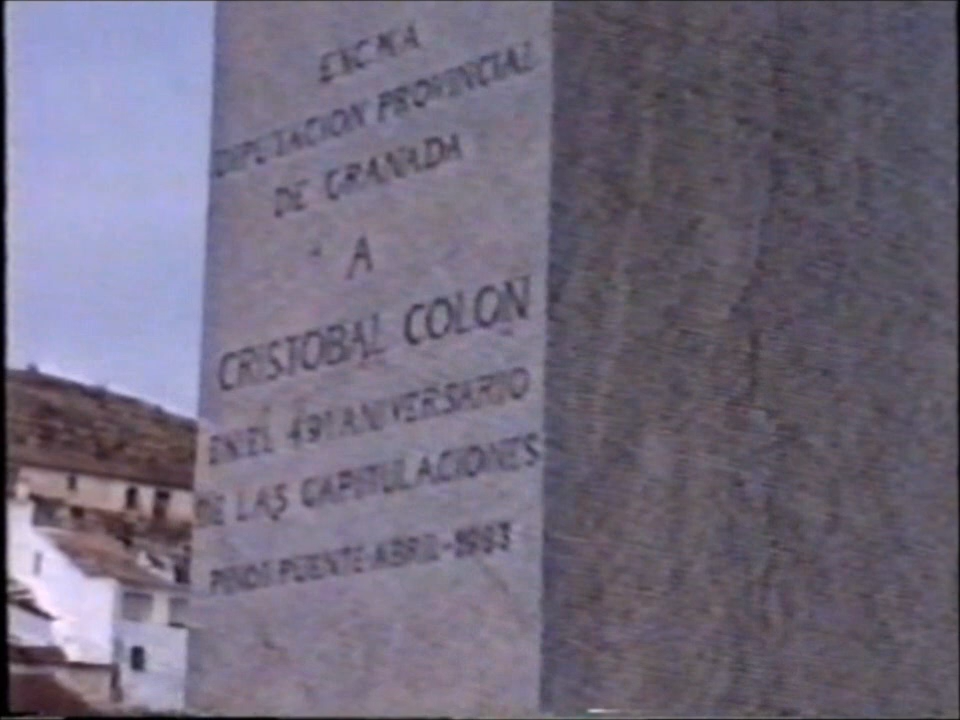 EXCMA
DIPUTACION PROVINCIAL
DE GRANADA
A
CRISTOBAL COLON
EN EL 491 ANIVERSARIO
DE LAS CAPITULACIONES
PINOS PUENTE ABRIL-1983